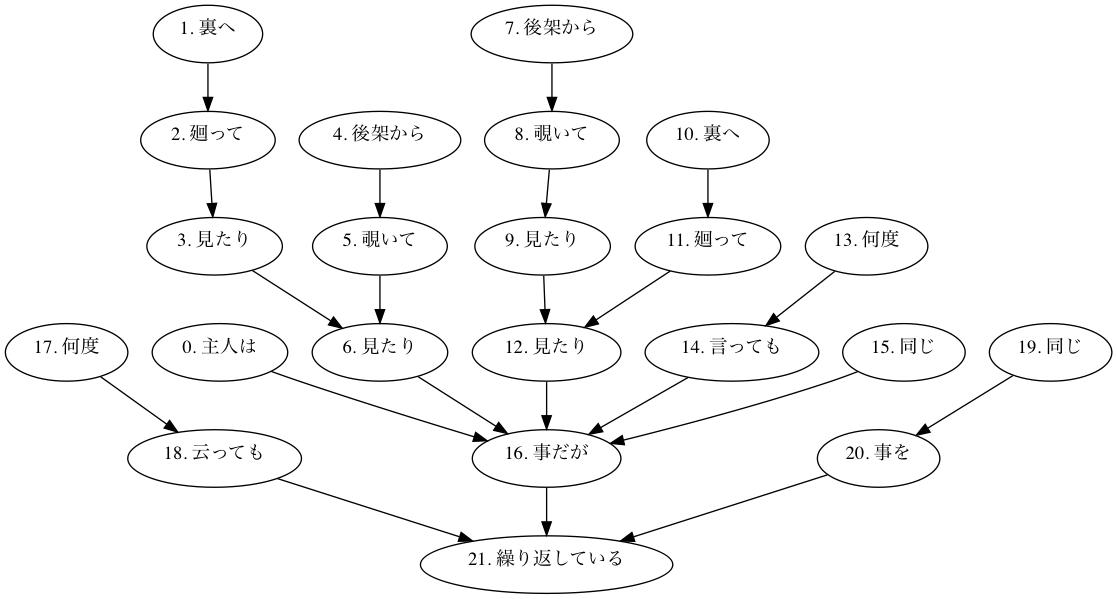 1. 裏へ
7. 後架から
2. 廻って
4. 後架から
8. 覗いて
10. 裏へ
3. 見たり
5. 覗いて
9. 見たり
11. 廻って
13. 何度
17. 何度
0. 主人は
6. 見たり
12. 見たり
14. 言っても
15. 同じ
19. 同じ
18. 云っても
16. 事だが
20. 事を
21. 繰り返している